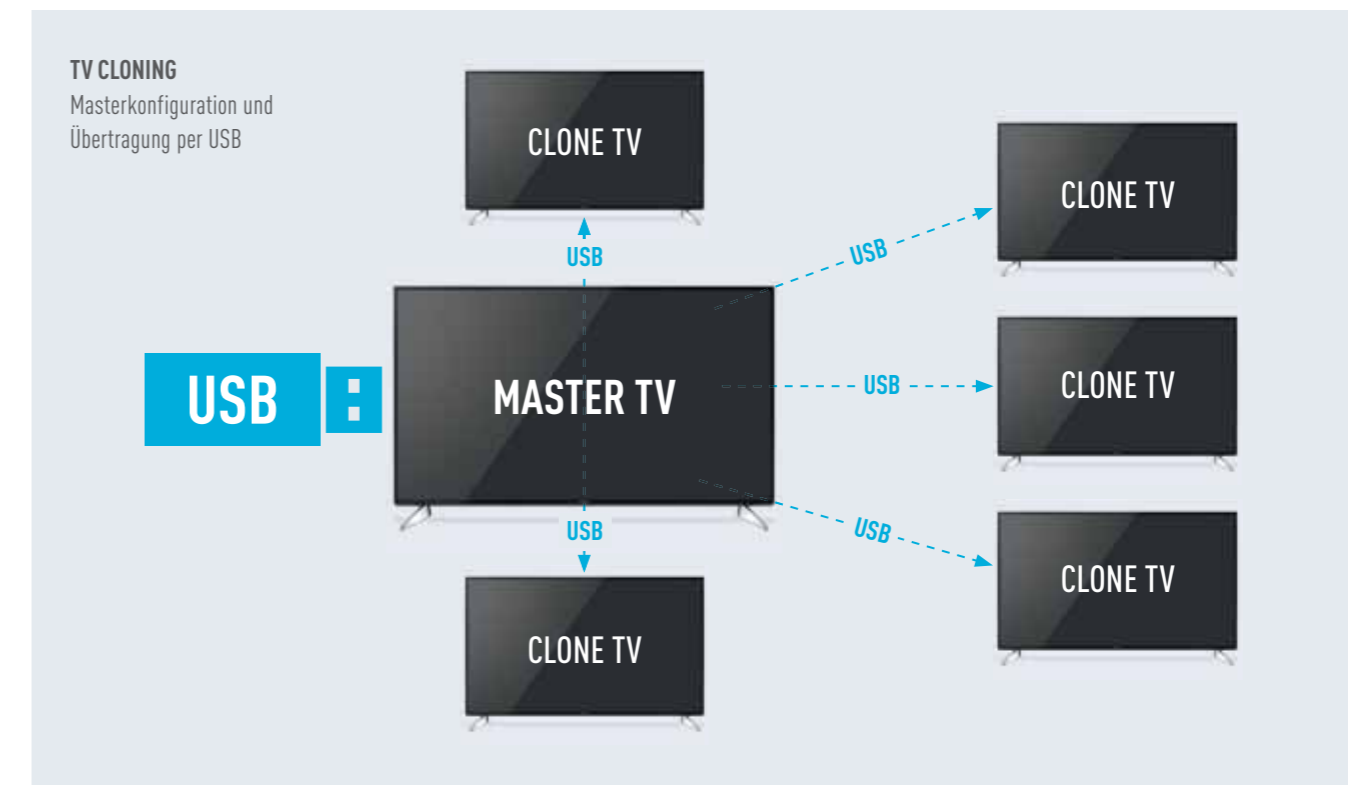 TV CLONING
Masterkonfiguration und
Übertragung per USB
CLONE TV
CLONE TV
USB
USB
USB
MASTER TV
USB
CLONE TV
USB
USB
CLONE TV
CLONE TV